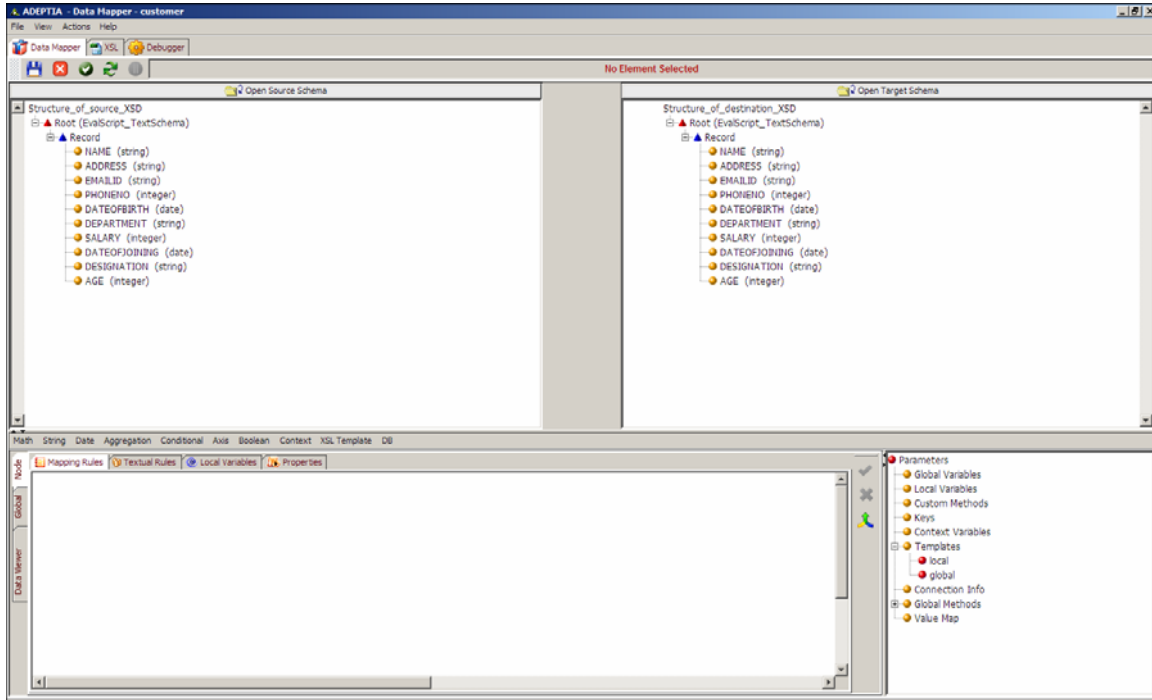 ADEPTIA - Data Mapper - customer
File View Actions Help
Data Mapper XSL Debugger
No Element Selected
Open Source Schema
Open Target Schema
Structure_of_source_XSD
Root (EvalScript_TextSchema)
Record
NAME (string)
ADDRESS (string)
EMAILID (string)
PHONENO (integer)
DATEOFBIRTH (date)
DEPARTMENT (string)
SALARY (integer)
DATEOFJOINING (date)
DESIGNATION (string)
AGE (integer)
Structure_of_destination_XSD
Root (EvalScript_TextSchema)
Record
NAME (string)
ADDRESS (string)
EMAILID (string)
PHONENO (integer)
DATEOFBIRTH (date)
DEPARTMENT (string)
SALARY (integer)
DATEOFJOINING (date)
DESIGNATION (string)
AGE (integer)
Math String Date Aggregation Conditional Axis Boolean Context XSL Template DB
Node
Global
Data Viewer
Mapping Rules Textual Rules Local Variables Properties
Parameters
Global Variables
Local Variables
Custom Methods
Keys
Context Variables
Templates
local
global
Connection Info
Global Methods
Value Map